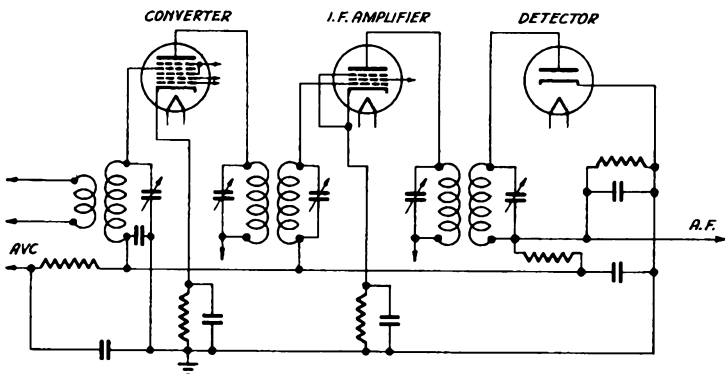 CONVERTER
I.F. AMPLIFIER
DETECTOR
AVC
A.F.